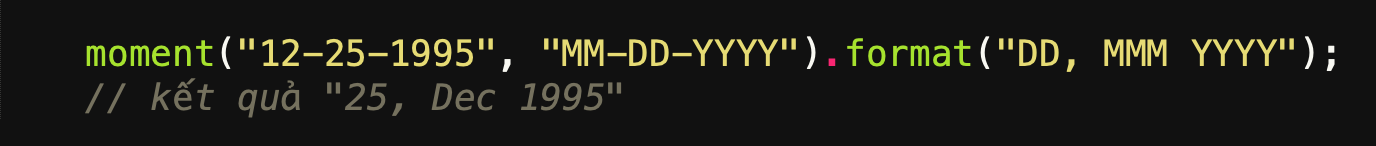 moment("12-25-1995", "MM-DD-YYYY").format("DD, MMM YYYY");
// kết quả "25, Dec 1995"